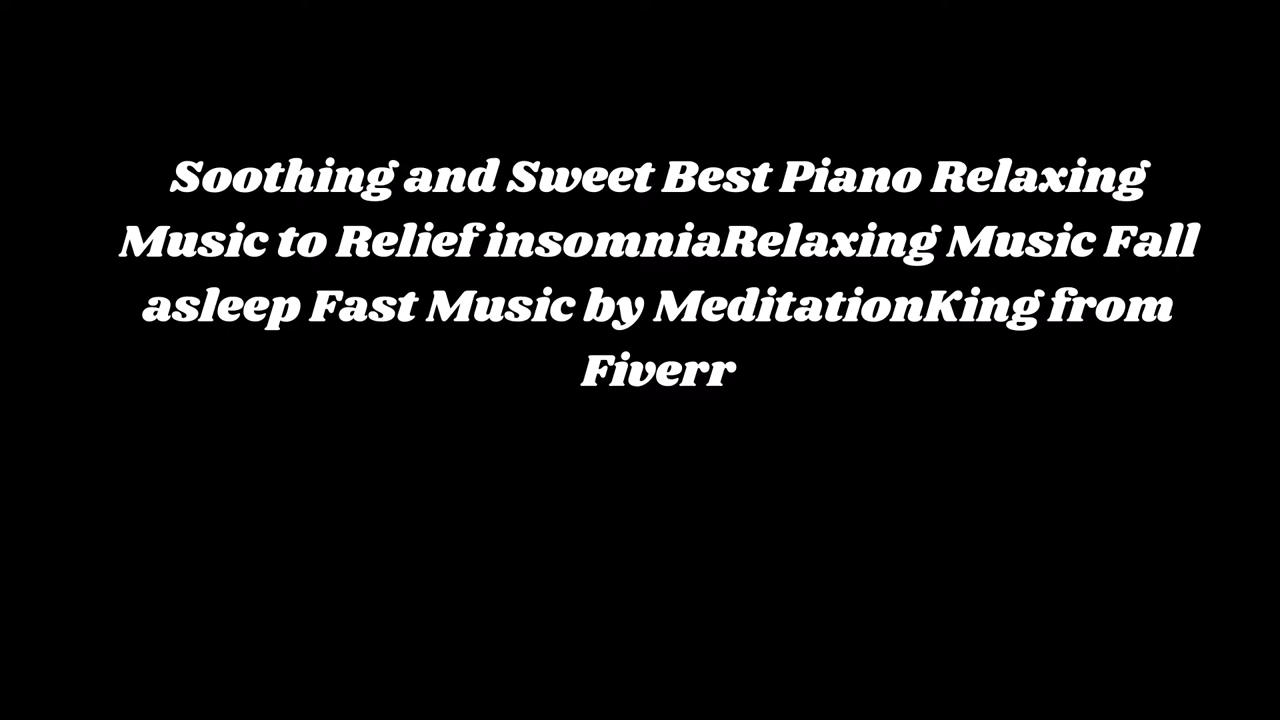 Soothing and Sweet Best Piano Relaxing
Music to Relief insomniaRelaxing Music Fall
asleep Fast Music by MeditationKing from
Fiverr